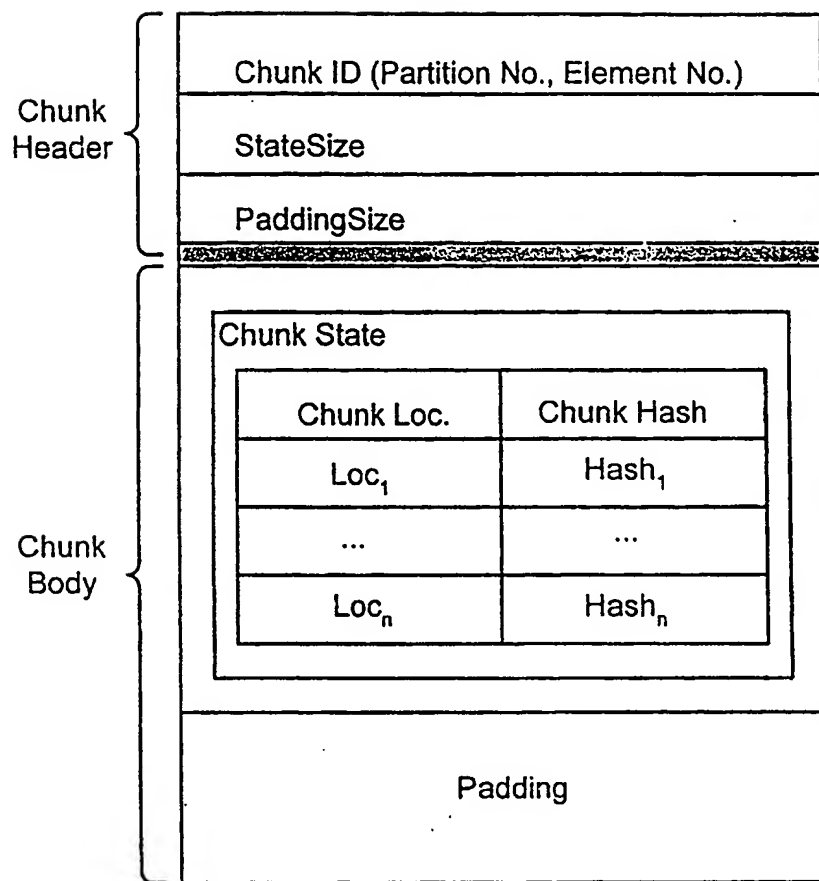 Chunk
Header
Chunk ID (Partition No., Element No.)
StateSize
PaddingSize
Chunk
Body
Chunk State
Chunk Loc.
Chunk Hash
Loc₁
Hash₁
...
...
Locₙ
Hashₙ
Padding